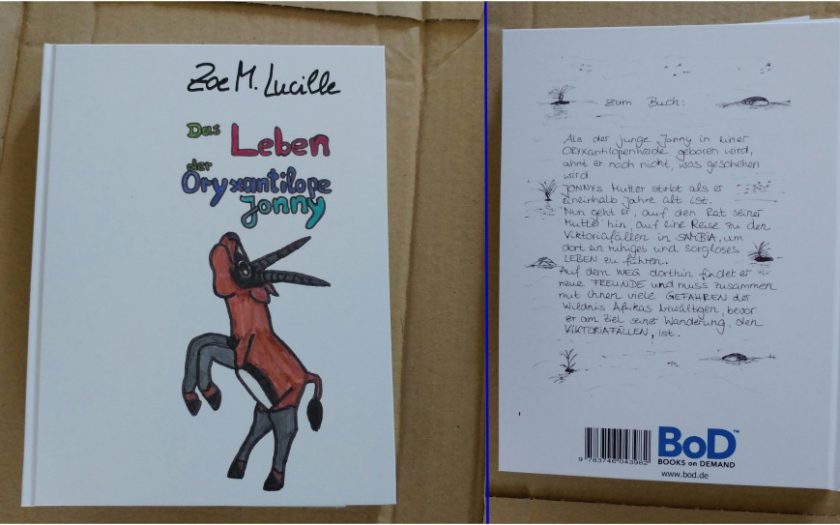 Zoe M. Lucille
Das Leben
der
Oryxantilope
Jonny
zum Buch:
Als der junge Jonny in einer
ORYXantilopenherde geboren wird,
ahnt er noch nicht, was geschehen
wird
JONNYs Mutter stirbt als er
eineinhalb Jahre alt ist.
Nun geht er, auf den Rat seiner
Mutter hin, auf eine Reise zu den
Viktoriafällen in SAMBIA, um
dort ein ruhiges und sorgloses
LEBEN zu führen.
Auf dem WEG dorthin findet er
neue FREUNDE und muss zusammen
mit ihnen viele GEFAHREN der
Wildnis Afrikas bewältigen, bevor
er am Ziel seiner Wanderung, den
VIKTORIAFÄLLEN, ist.
9 783746 043982
BoD™
BOOKS on DEMAND
www.bod.de